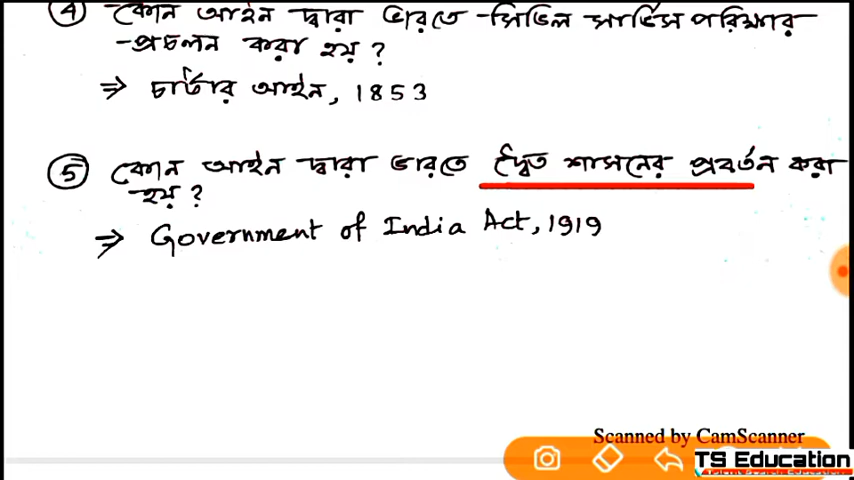 ④ কোন আইন দ্বারা ভারতে সিভিল সার্ভিস পরিক্ষার
প্রচলন করা হয় ?
⇒ চার্টার আইন, 1853
⑤ কোন আইন দ্বারা ভারতে দ্বৈত শাসনের প্রবর্তন করা
হয় ?
⇒ Government of India Act, 1919
Scanned by CamScanner
TS Education